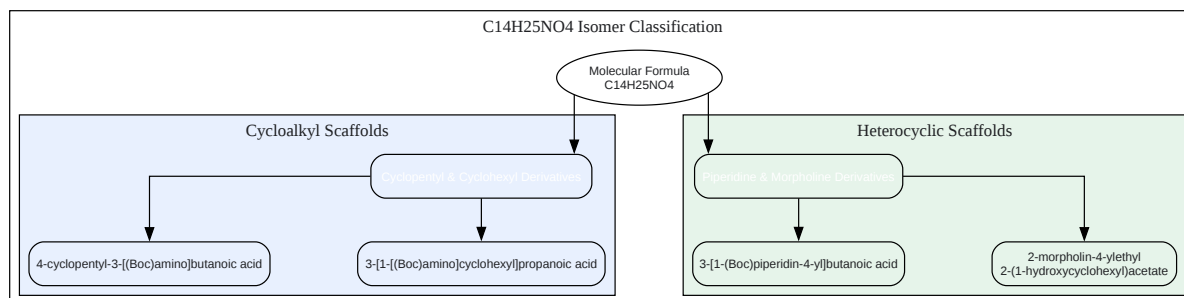 C14H25NO4 Isomer Classification
Molecular Formula
C14H25NO4
Cycloalkyl Scaffolds
Heterocyclic Scaffolds
Cyclopentyl & Cyclohexyl Derivatives
Piperidine & Morpholine Derivatives
4-cyclopentyl-3-[(Boc)amino]butanoic acid
3-[1-[(Boc)amino]cyclohexyl]propanoic acid
3-[1-(Boc)piperidin-4-yl]butanoic acid
2-morpholin-4-ylethyl
2-(1-hydroxycyclohexyl)acetate